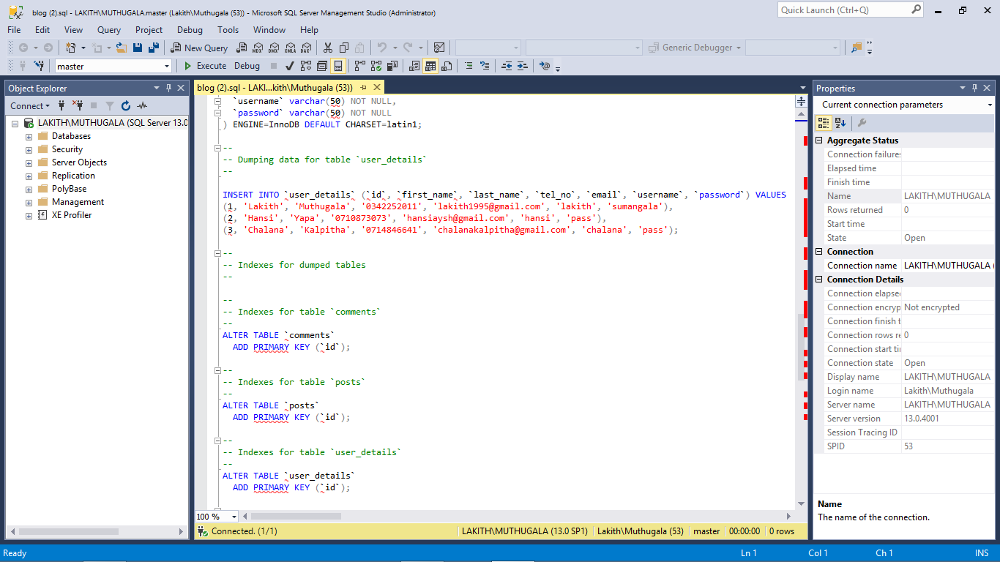 blog (2).sql - LAKITH\MUTHUGALA.master (Lakith\Muthugala (53)) - Microsoft SQL Server Management Studio (Administrator)
Quick Launch (Ctrl+Q)
File Edit View Query Project Debug Tools Window Help
New Query MDX DMX XMLA DAX Generic Debugger
master Execute Debug
Object Explorer
Connect
LAKITH\MUTHUGALA (SQL Server 13.0
Databases
Security
Server Objects
Replication
PolyBase
Management
XE Profiler
blog (2).sql - LAKI...kith\Muthugala (53))
`username` varchar(50) NOT NULL,
`password` varchar(50) NOT NULL
) ENGINE=InnoDB DEFAULT CHARSET=latin1;
--
-- Dumping data for table `user_details`
--
INSERT INTO `user_details` (`id`, `first_name`, `last_name`, `tel_no`, `email`, `username`, `password`) VALUES
(1, 'Lakith', 'Muthugala', '0342252011', 'lakith1995@gmail.com', 'lakith', 'sumangala'),
(2, 'Hansi', 'Yapa', '0710873073', 'hansiaysh@gmail.com', 'hansi', 'pass'),
(3, 'Chalana', 'Kalpitha', '0714846641', 'chalanakalpitha@gmail.com', 'chalana', 'pass');
--
-- Indexes for dumped tables
--
--
-- Indexes for table `comments`
--
ALTER TABLE `comments`
ADD PRIMARY KEY (`id`);
--
-- Indexes for table `posts`
--
ALTER TABLE `posts`
ADD PRIMARY KEY (`id`);
--
-- Indexes for table `user_details`
--
ALTER TABLE `user_details`
ADD PRIMARY KEY (`id`);
100 %
Connected. (1/1) LAKITH\MUTHUGALA (13.0 SP1) Lakith\Muthugala (53) master 00:00:00 0 rows
Properties
Current connection parameters
Aggregate Status
Connection failures
Elapsed time
Finish time
Name LAKITH\MUTHUGALA
Rows returned 0
Start time
State Open
Connection
Connection name LAKITH\MUTHUGALA (
Connection Details
Connection elapsed
Connection encryp Not encrypted
Connection finish t
Connection rows re 0
Connection start tin
Connection state Open
Display name LAKITH\MUTHUGALA
Login name Lakith\Muthugala
Server name LAKITH\MUTHUGALA
Server version 13.0.4001
Session Tracing ID
SPID 53
Name
The name of the connection.
Ready Ln 1 Col 1 Ch 1 INS